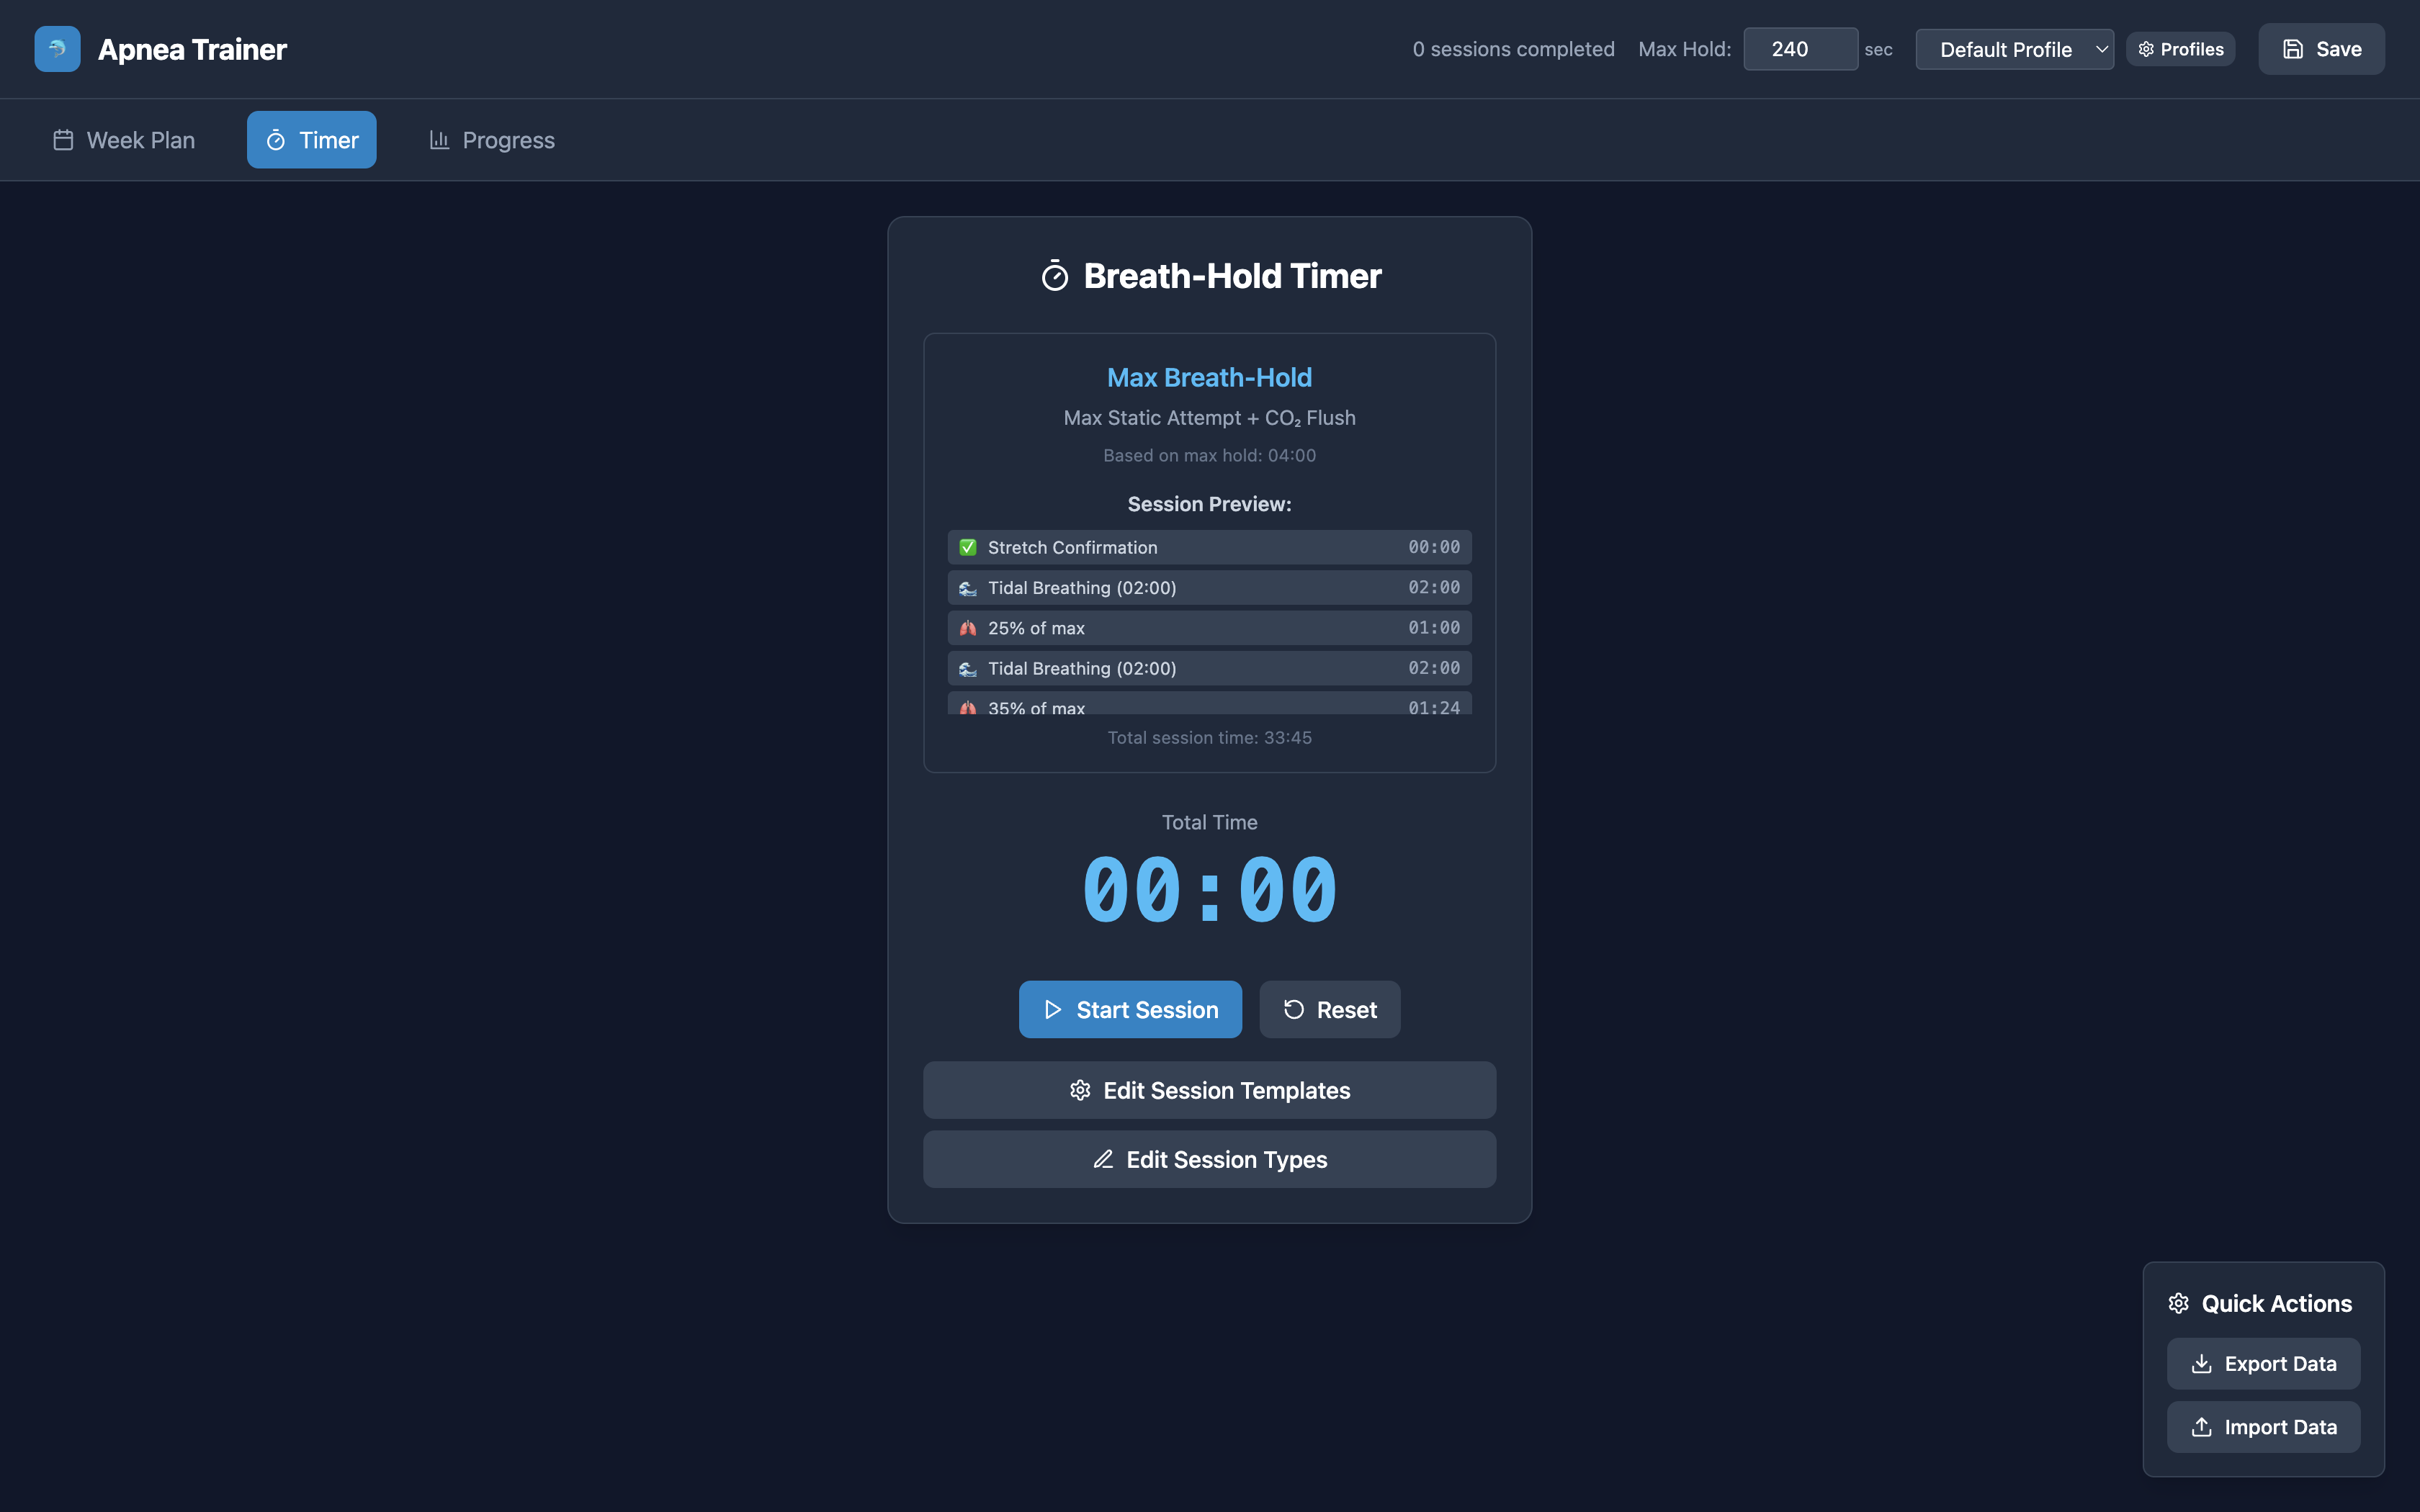 Apnea Trainer
0 sessions completed Max Hold: 240 sec Default Profile Profiles Save
Week Plan Timer Progress
Breath-Hold Timer
Max Breath-Hold
Max Static Attempt + CO₂ Flush
Based on max hold: 04:00
Session Preview:
Stretch Confirmation 00:00
Tidal Breathing (02:00) 02:00
25% of max 01:00
Tidal Breathing (02:00) 02:00
35% of max 01:24
Total session time: 33:45
Total Time
00:00
Start Session Reset
Edit Session Templates
Edit Session Types
Quick Actions
Export Data
Import Data